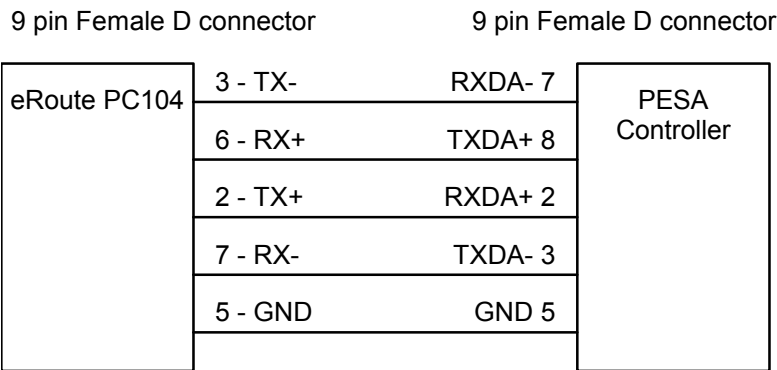 9 pin Female D connector 9 pin Female D connector
eRoute PC104
3 - TX- RXDA- 7
6 - RX+ TXDA+ 8
2 - TX+ RXDA+ 2
7 - RX- TXDA- 3
5 - GND GND 5
PESA
Controller